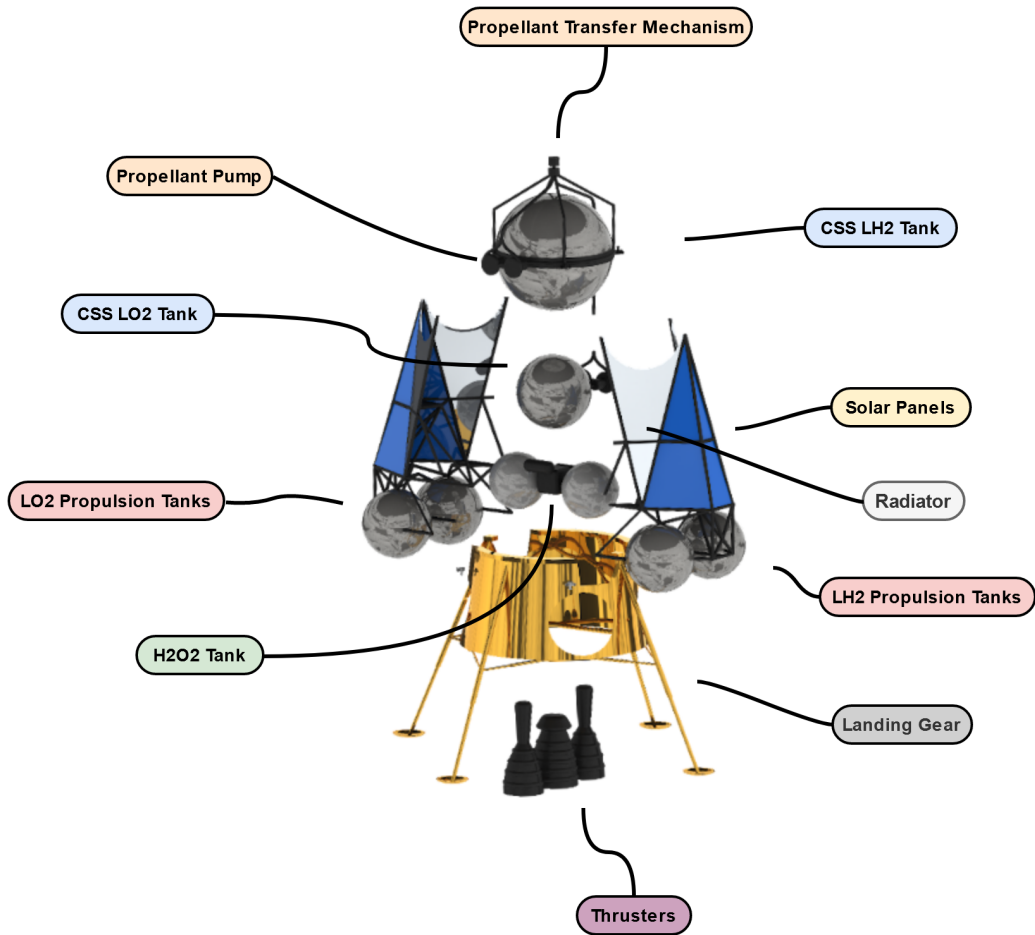 Propellant Transfer Mechanism
Propellant Pump
CSS LH2 Tank
CSS LO2 Tank
Solar Panels
LO2 Propulsion Tanks
Radiator
LH2 Propulsion Tanks
H2O2 Tank
Landing Gear
Thrusters